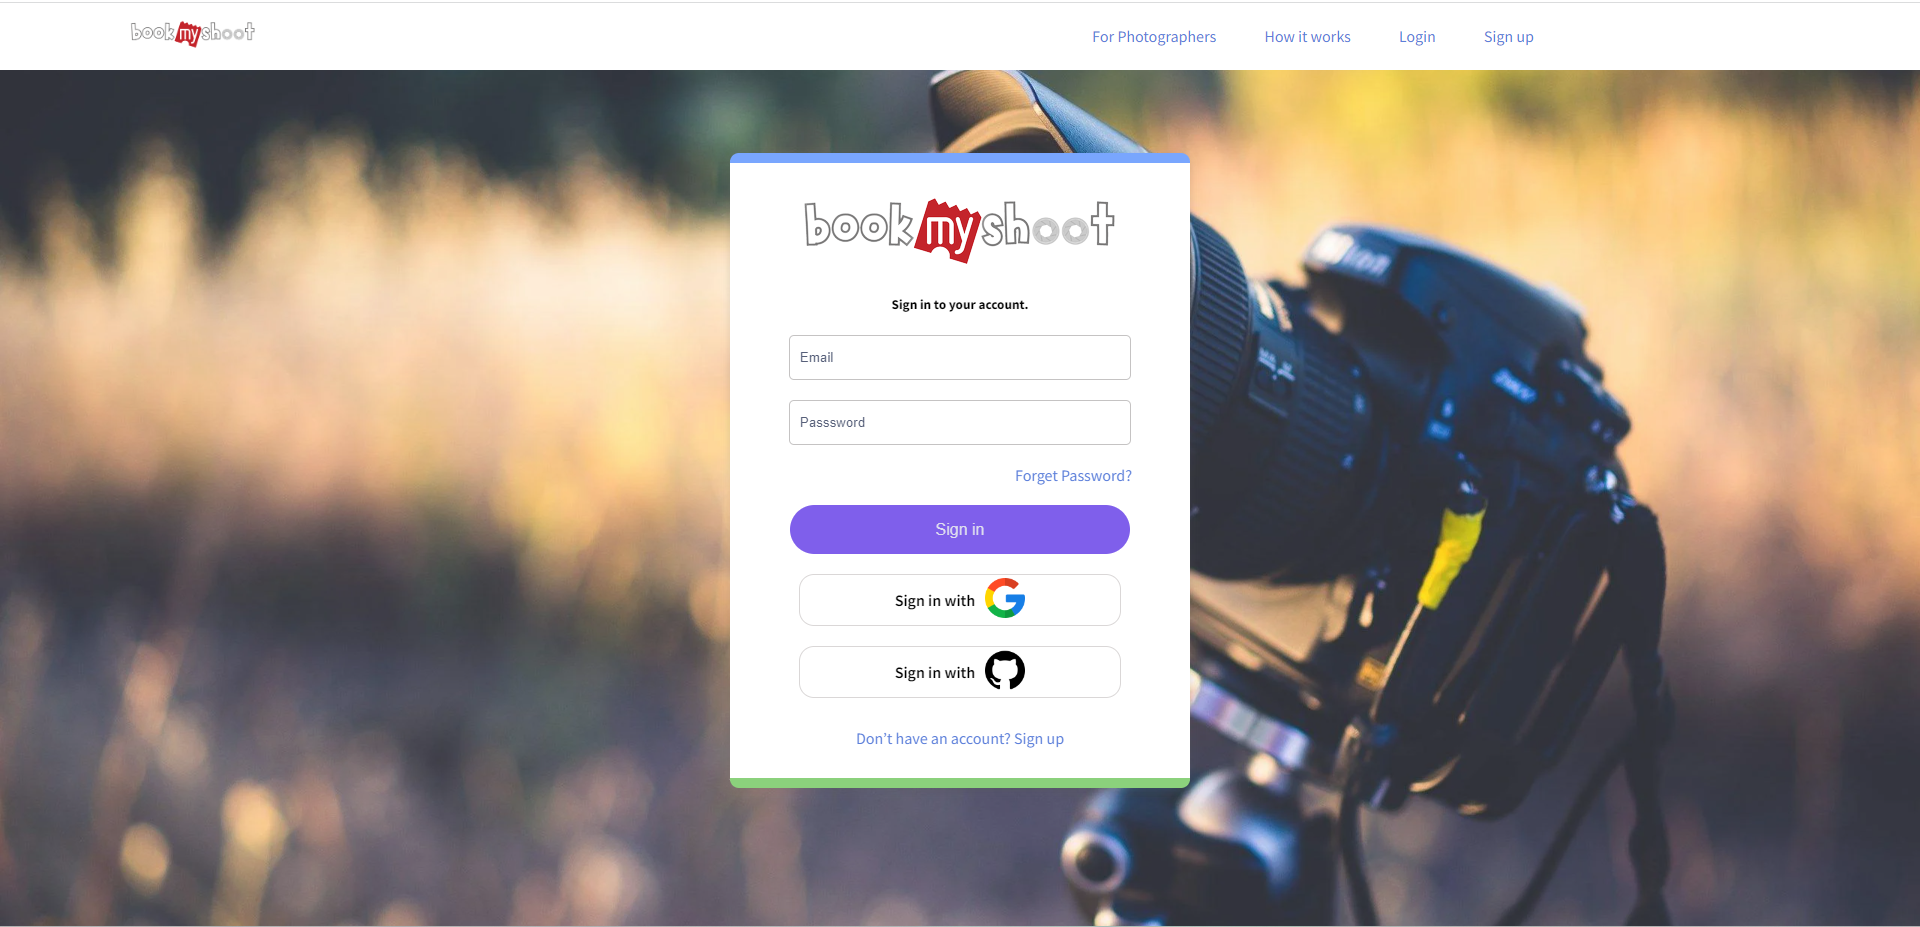 bookmyshoot
For Photographers How it works Login Sign up
bookmyshoot
Sign in to your account.
Email
Passsword
Forget Password?
Sign in
Sign in with
Sign in with
Don't have an account? Sign up